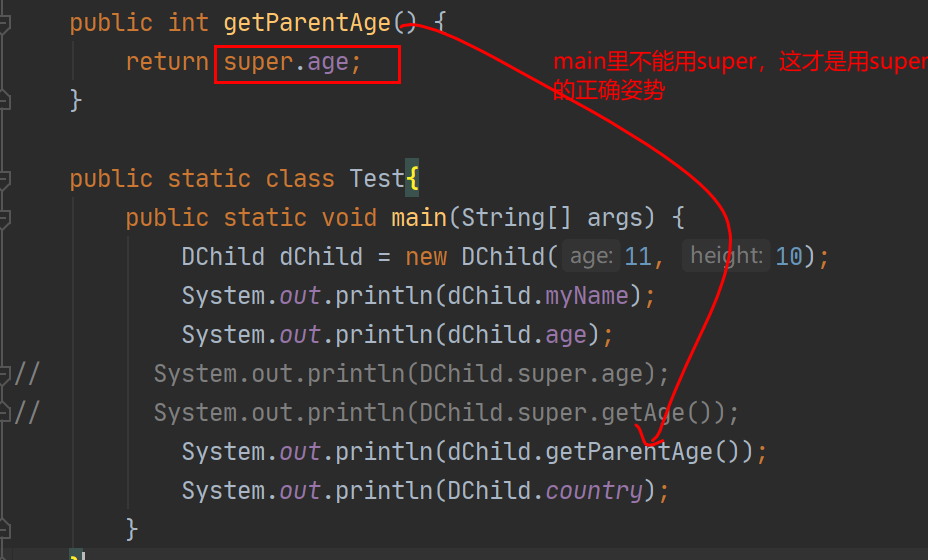 public int getParentAge() {
return super.age;
main里不能用super，这才是用super
的正确姿势
}
public static class Test{
public static void main(String[] args) {
DChild dChild = new DChild( age: 11, height: 10);
System.out.println(dChild.myName);
System.out.println(dChild.age);
// System.out.println(DChild.super.age);
// System.out.println(DChild.super.getAge());
System.out.println(dChild.getParentAge());
System.out.println(DChild.country);
}
}